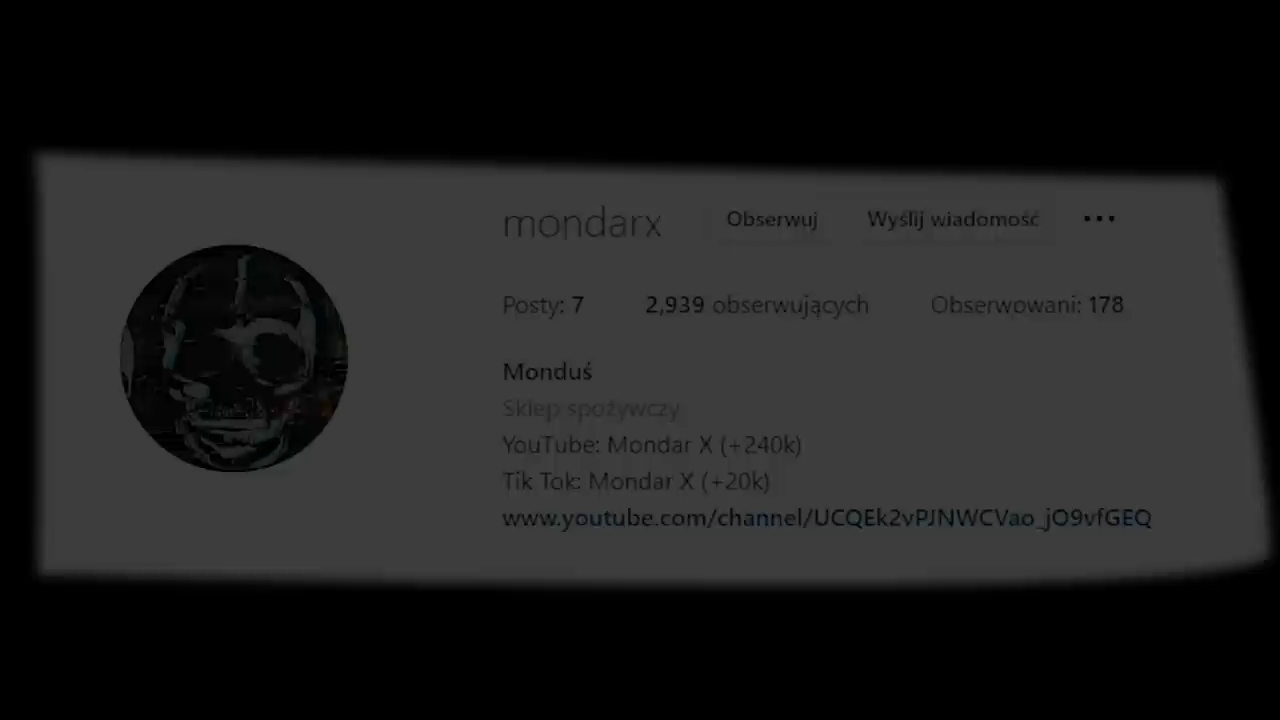 mondarx Obserwuj Wyślij wiadomość •••
Posty: 7 2,939 obserwujących Obserwowani: 178
Monduś
Sklep spożywczy
YouTube: Mondar X (+240k)
Tik Tok: Mondar X (+20k)
www.youtube.com/channel/UCQEk2vPJNWCVao_jO9vfGEQ